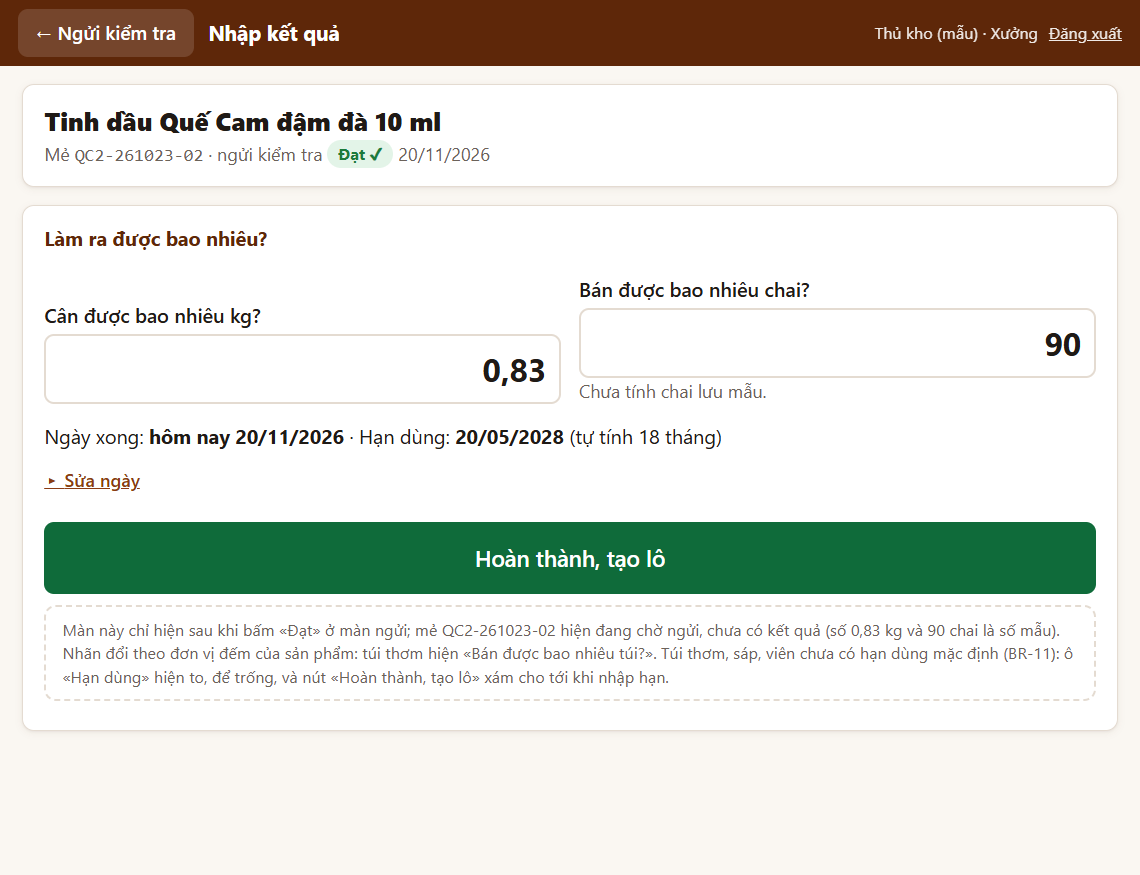 ← Ngửi kiểm tra
Nhập kết quả
Thủ kho (mẫu) · Xưởng Đăng xuất
Tinh dầu Quế Cam đậm đà 10 ml
Mẻ QC2-261023-02 · ngửi kiểm tra Đạt ✓ 20/11/2026
Làm ra được bao nhiêu?
Cân được bao nhiêu kg?
0,83
Bán được bao nhiêu chai?
90
Chưa tính chai lưu mẫu.
Ngày xong: hôm nay 20/11/2026 · Hạn dùng: 20/05/2028 (tự tính 18 tháng)
▸ Sửa ngày
Hoàn thành, tạo lô
Màn này chỉ hiện sau khi bấm «Đạt» ở màn ngửi; mẻ QC2-261023-02 hiện đang chờ ngửi, chưa có kết quả (số 0,83 kg và 90 chai là số mẫu).
Nhãn đổi theo đơn vị đếm của sản phẩm: túi thơm hiện «Bán được bao nhiêu túi?». Túi thơm, sáp, viên chưa có hạn dùng mặc định (BR-11): ô
«Hạn dùng» hiện to, để trống, và nút «Hoàn thành, tạo lô» xám cho tới khi nhập hạn.